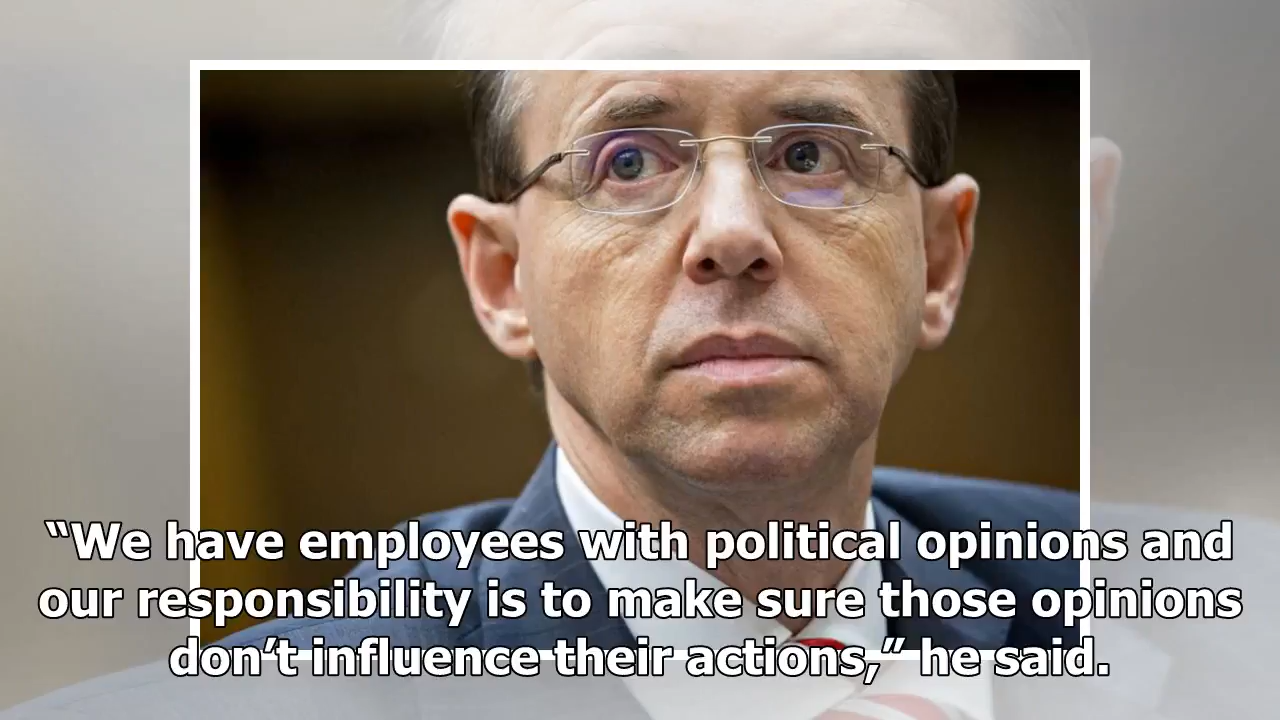 “We have employees with political opinions and
our responsibility is to make sure those opinions
don’t influence their actions,” he said.